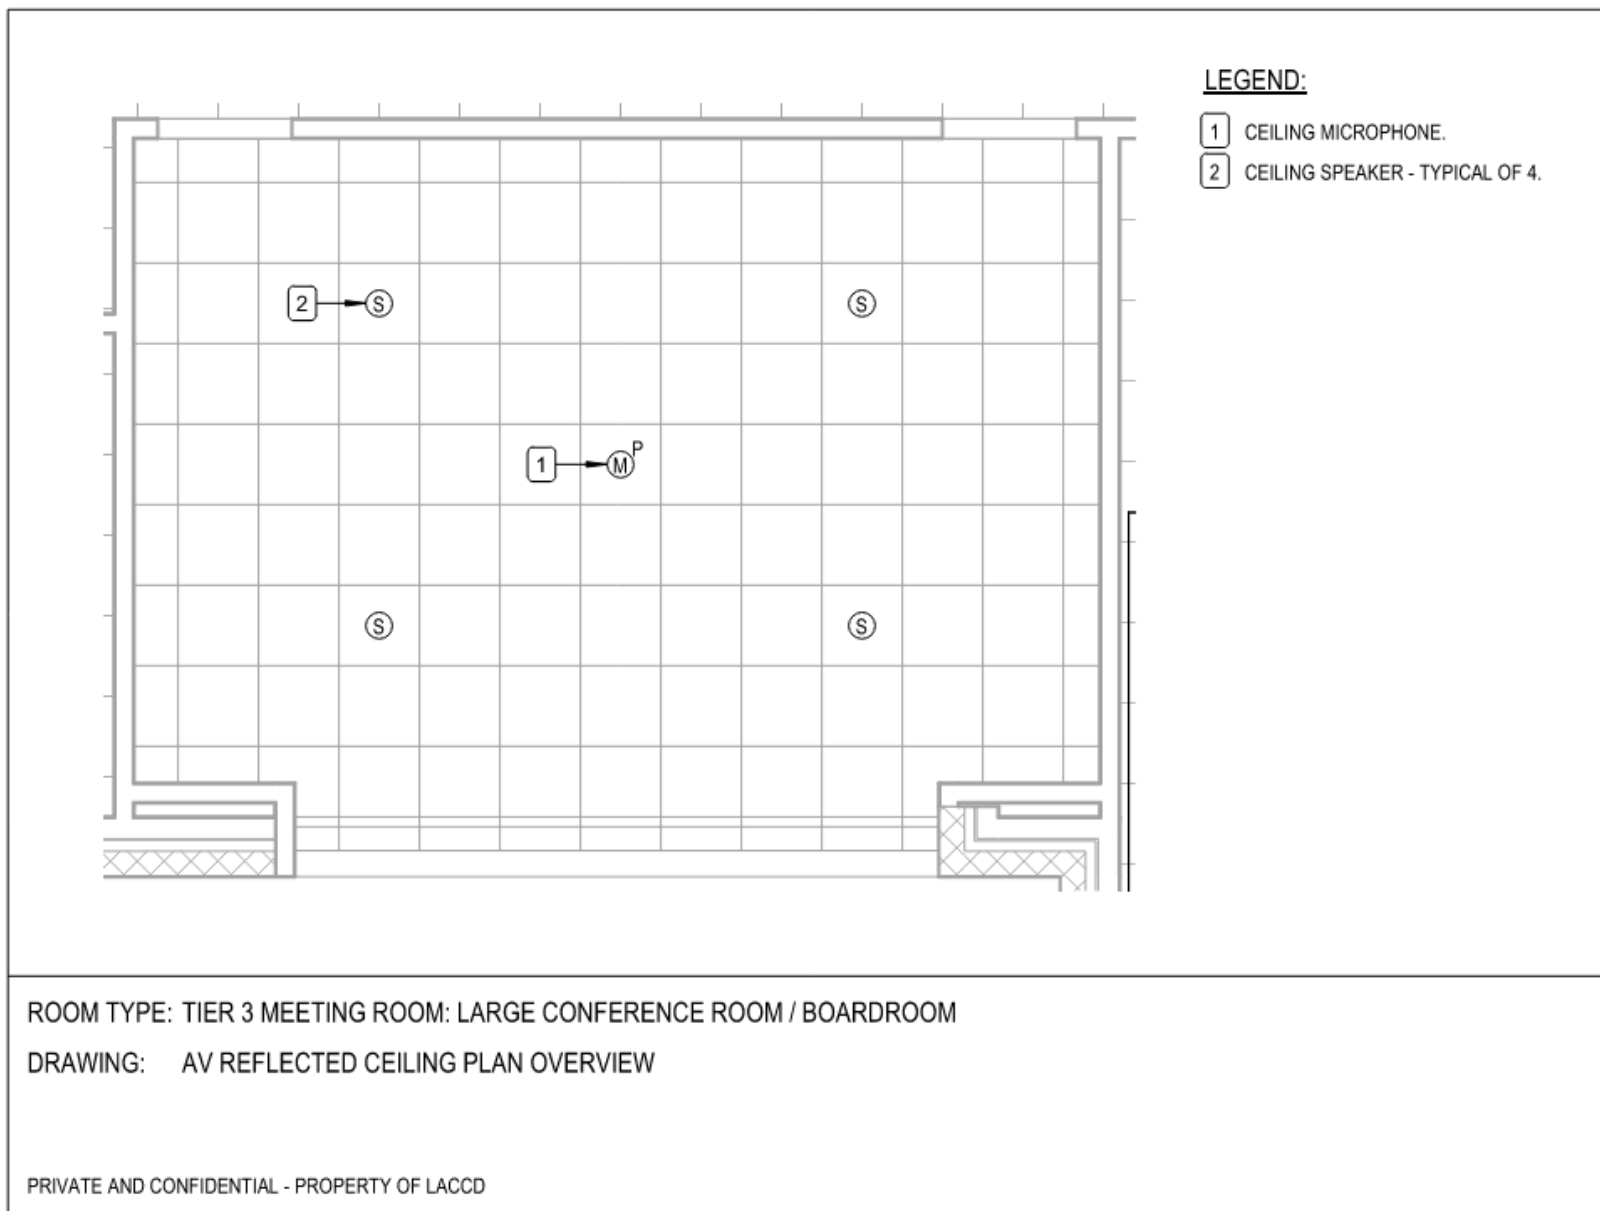 LEGEND:
1 CEILING MICROPHONE.
2 CEILING SPEAKER - TYPICAL OF 4.
2 S S
P
1 M
S S
ROOM TYPE: TIER 3 MEETING ROOM: LARGE CONFERENCE ROOM / BOARDROOM
DRAWING: AV REFLECTED CEILING PLAN OVERVIEW
PRIVATE AND CONFIDENTIAL - PROPERTY OF LACCD